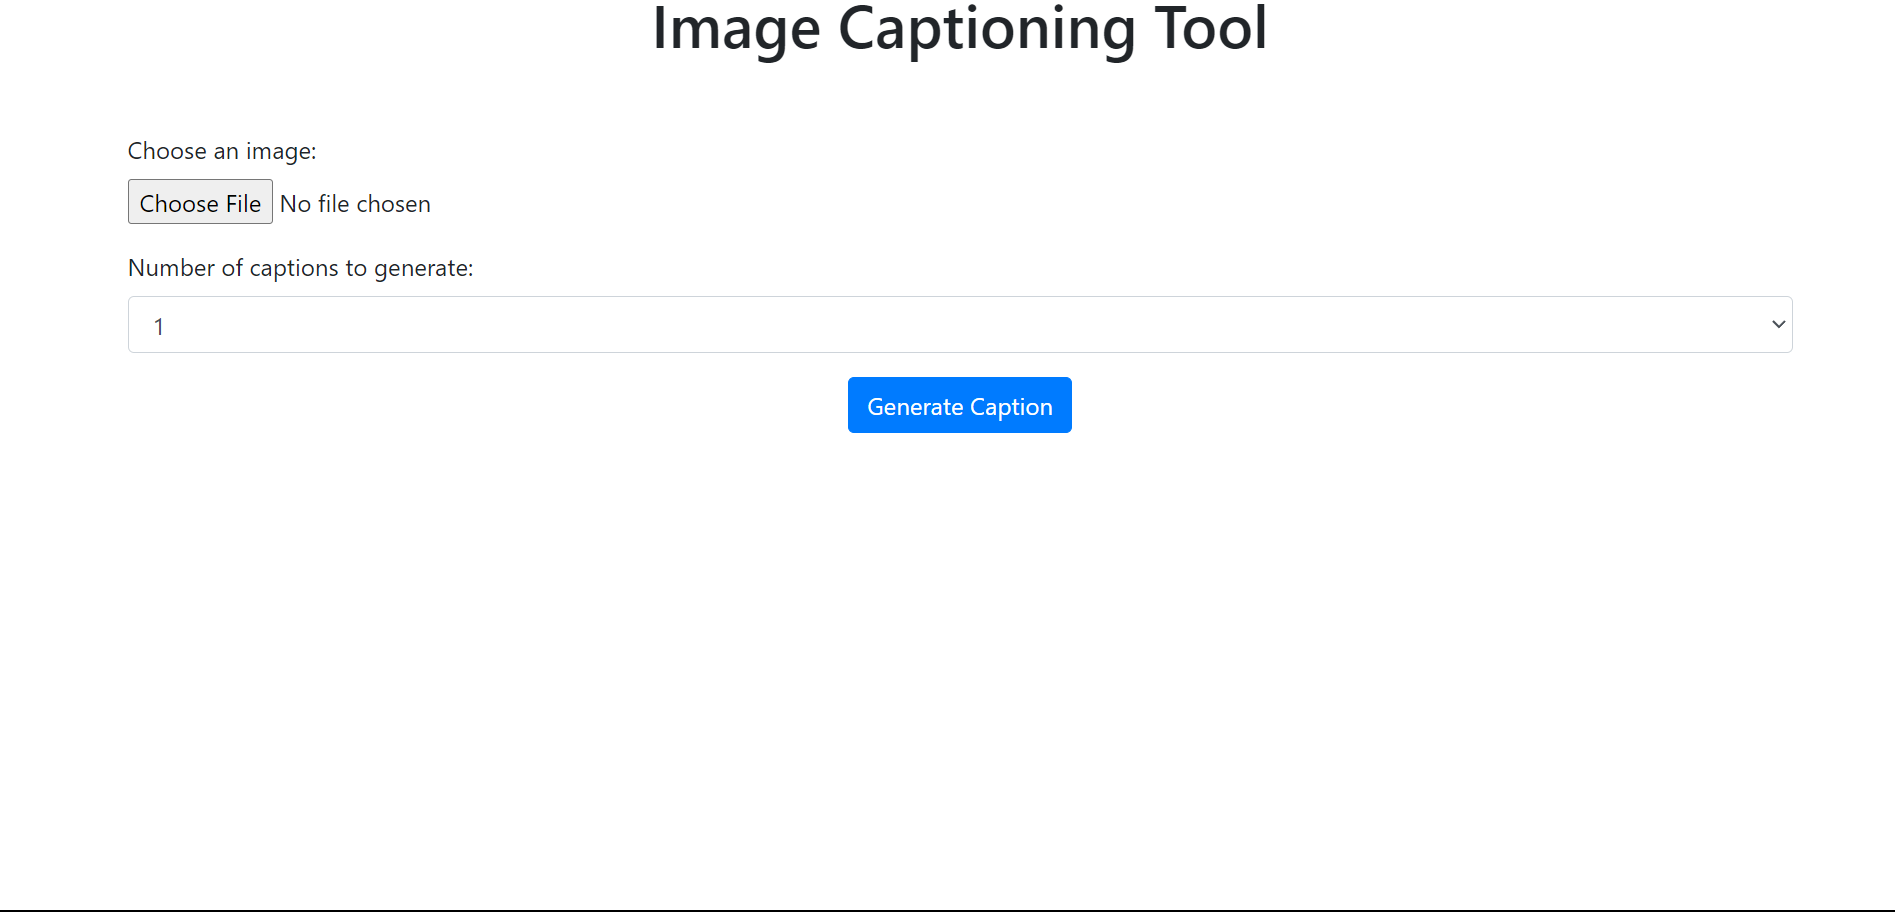 Image Captioning Tool
Choose an image:
Choose File No file chosen
Number of captions to generate:
1
Generate Caption